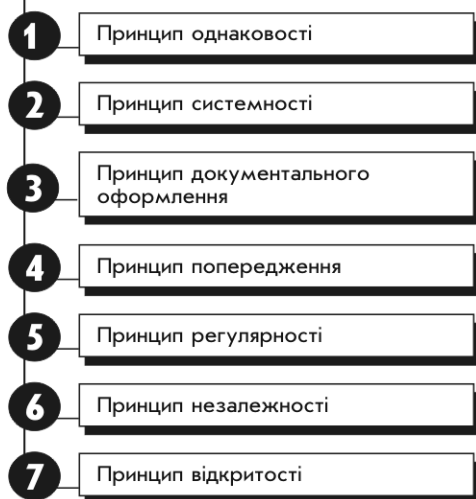 1 Принцип однаковості
2 Принцип системності
3 Принцип документального
оформлення
4 Принцип попередження
5 Принцип регулярності
6 Принцип незалежності
7 Принцип відкритості